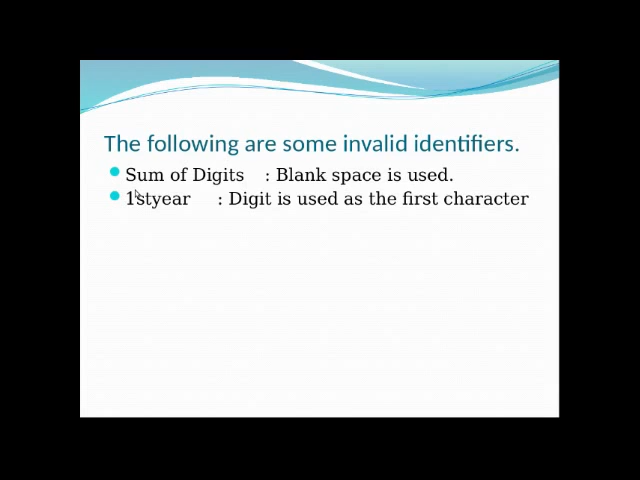 The following are some invalid identifiers.
Sum of Digits : Blank space is used.
1styear : Digit is used as the first character